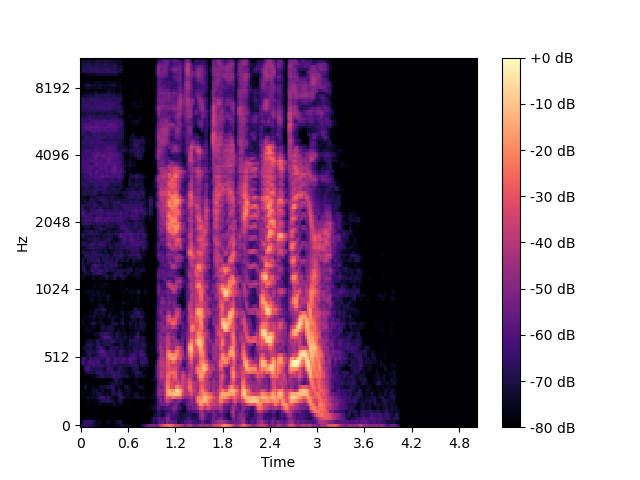 8192
4096
2048
1024
512
0
Hz
0 0.6 1.2 1.8 2.4 3 3.6 4.2 4.8
Time
+0 dB
-10 dB
-20 dB
-30 dB
-40 dB
-50 dB
-60 dB
-70 dB
-80 dB